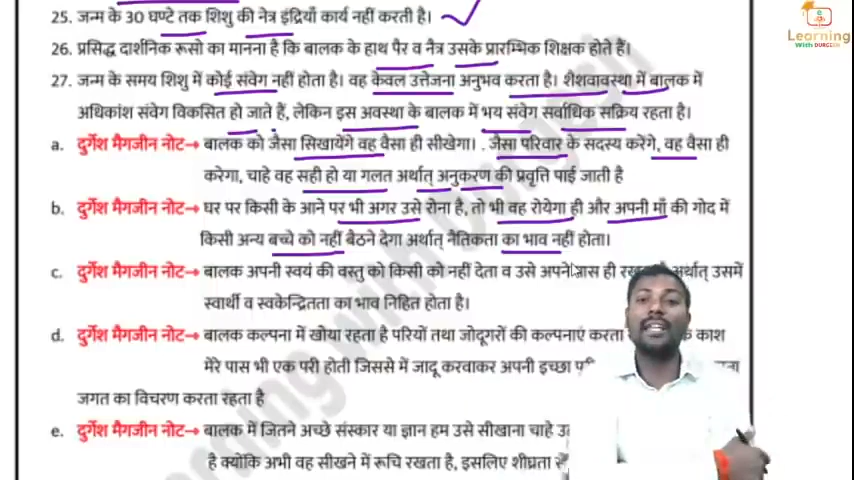 25. जन्म के 30 घण्टे तक शिशु की नेत्र इंद्रियाँ कार्य नहीं करती है।
Learning
With DURGESH
26. प्रसिद्ध दार्शनिक रूसो का मानना है कि बालक के हाथ पैर व नैत्र उसके प्रारम्भिक शिक्षक होते हैं।
27. जन्म के समय शिशु में कोई संवेग नहीं होता है। वह केवल उत्तेजना अनुभव करता है। शैशवावस्था में बालक में
अधिकांश संवेग विकसित हो जाते हैं, लेकिन इस अवस्था के बालक में भय संवेग सर्वाधिक सक्रिय रहता है।
a. दुर्गेश मैगजीन नोट→ बालक को जैसा सिखायेंगे वह वैसा ही सीखेगा। . जैसा परिवार के सदस्य करेंगे, वह वैसा ही
करेगा, चाहे वह सही हो या गलत अर्थात् अनुकरण की प्रवृत्ति पाई जाती है
b. दुर्गेश मैगजीन नोट→ घर पर किसी के आने पर भी अगर उसे रोना है, तो भी वह रोयेगा ही और अपनी माँ की गोद में
किसी अन्य बच्चे को नहीं बैठने देगा अर्थात् नैतिकता का भाव नहीं होता।
c. दुर्गेश मैगजीन नोट→ बालक अपनी स्वयं की वस्तु को किसी को नहीं देता व उसे अपने पास ही अर्थात् उसमें
स्वार्थी व स्वकेन्द्रितता का भाव निहित होता है।
d. दुर्गेश मैगजीन नोट→ बालक कल्पना में खोया रहता है परियों तथा जोदूगरों की कल्पनाएं करता काश
मेरे पास भी एक परी होती जिससे में जादू करवाकर अपनी इच्छा
जगत का विचरण करता रहता है
e. दुर्गेश मैगजीन नोट→ बालक में जितने अच्छे संस्कार या ज्ञान हम उसे सीखाना चाहे
है क्योंकि अभी वह सीखने में रूचि रखता है, इसलिए शीघ्रता